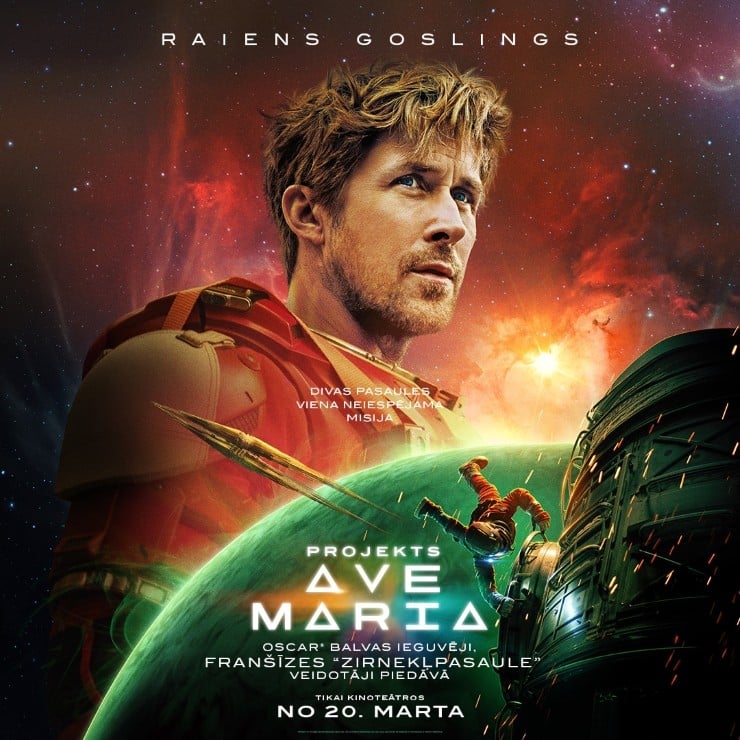 RAIENS GOSLINGS
DIVAS PASAULES
VIENA NEIESPĒJAMA
MISIJA
PROJEKTS
AVE
MARIA
OSCAR® BALVAS IEGUVĒJI,
FRANŠĪZES “ZIRNEKĻPASAULE”
VEIDOTĀJI PIEDĀVĀ
TIKAI KINOTEĀTROS
NO 20. MARTA